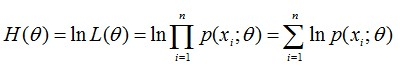 H(θ) = ln L(θ) = ln ∏_{i=1}^{n} p(x_i; θ) = ∑_{i=1}^{n} ln p(x_i; θ)